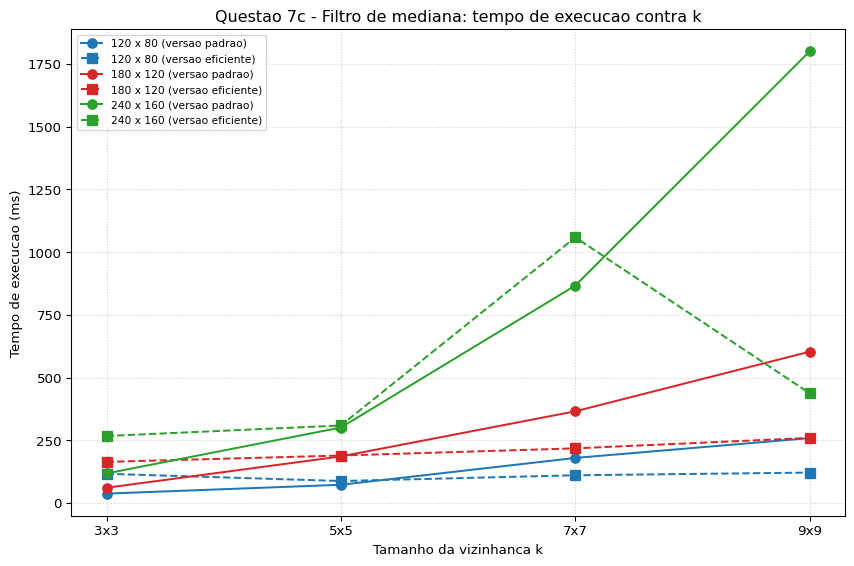 Questao 7c - Filtro de mediana: tempo de execucao contra k
120 x 80 (versao padrao)
120 x 80 (versao eficiente)
180 x 120 (versao padrao)
180 x 120 (versao eficiente)
240 x 160 (versao padrao)
240 x 160 (versao eficiente)
Tempo de execucao (ms)
1750
1500
1250
1000
750
500
250
0
3x3
5x5
7x7
9x9
Tamanho da vizinhanca k